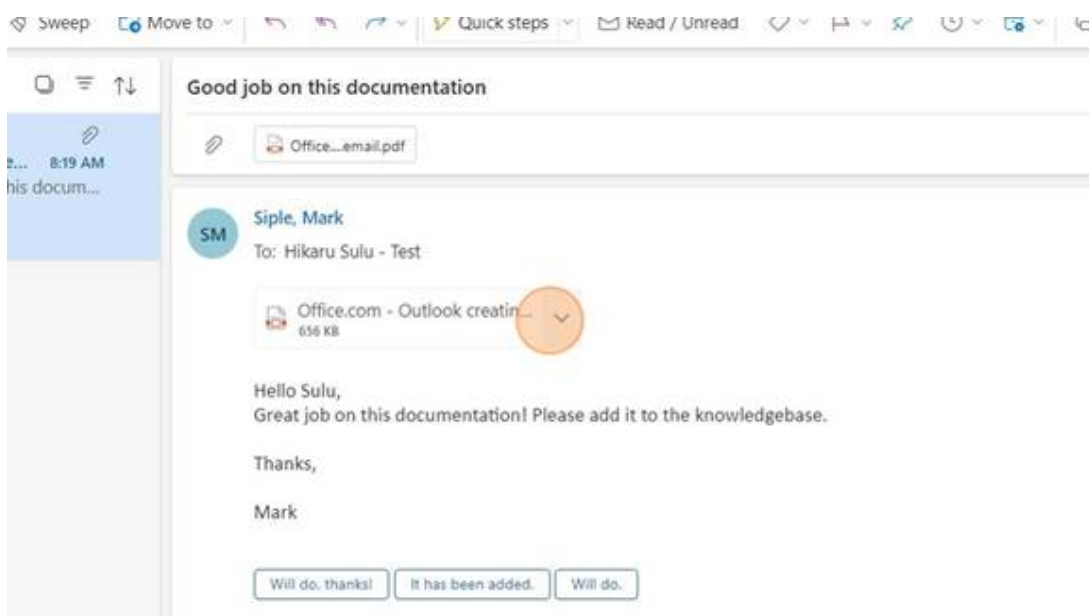 Sweep Move to Quick steps Read / Unread
Good job on this documentation
Office....email.pdf
e... 8:19 AM
his docum...
SM
Siple, Mark
To: Hikaru Sulu - Test
Office.com - Outlook creatin...
656 KB
Hello Sulu,
Great job on this documentation! Please add it to the knowledgebase.
Thanks,
Mark
Will do, thanks! It has been added. Will do.